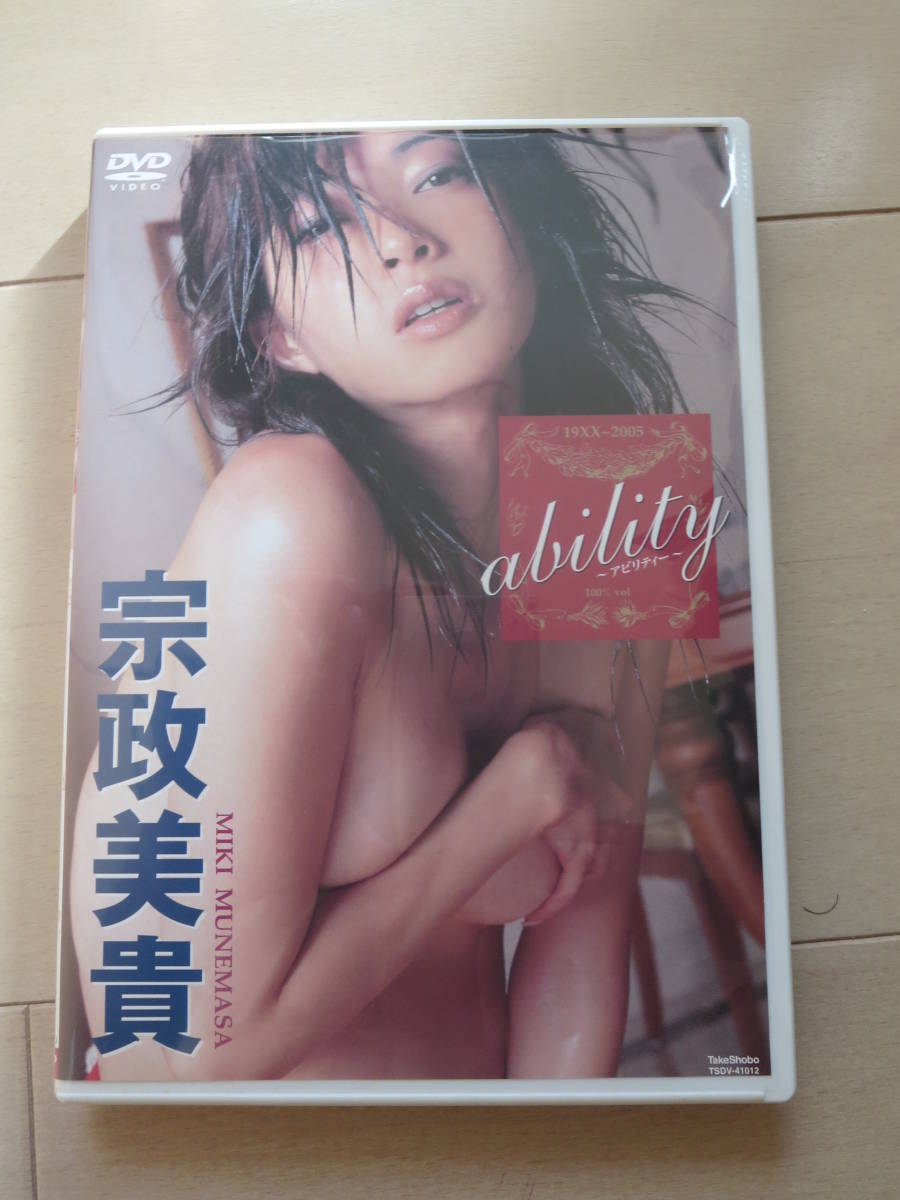 DVD
VIDEO
19XX~2005
ability
~アビリティー~
100% vol
宗政美貴
MIKI MUNEMASA
TakeShobo
TSDV-41012